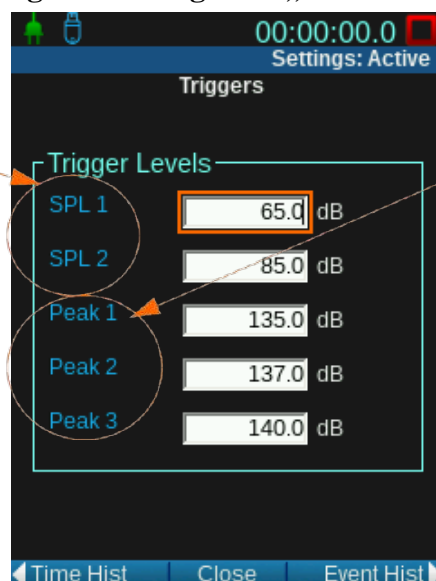 00:00:00.0
Settings: Active
Triggers
Trigger Levels
SPL 1 65.0 dB
SPL 2 85.0 dB
Peak 1 135.0 dB
Peak 2 137.0 dB
Peak 3 140.0 dB
Time Hist Close Event Hist